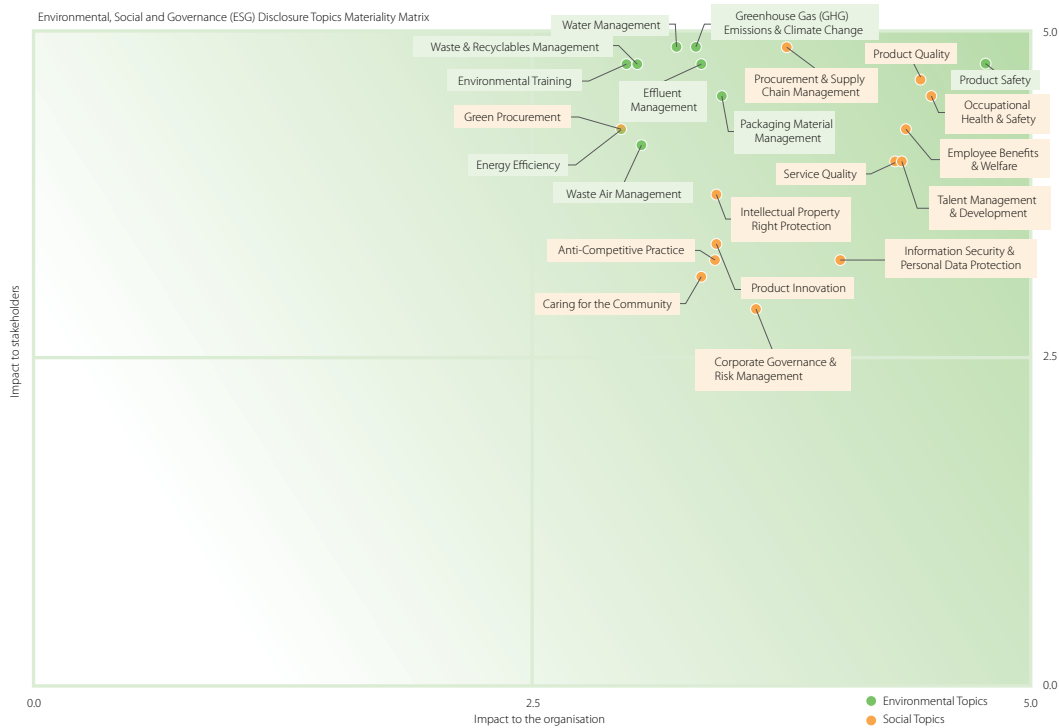 Environmental, Social and Governance (ESG) Disclosure Topics Materiality Matrix
Water Management
Greenhouse Gas (GHG)
Emissions & Climate Change
5.0
Waste & Recyclables Management
Product Quality
Environmental Training
Effluent
Management
Procurement & Supply
Chain Management
Product Safety
Green Procurement
Packaging Material
Management
Occupational
Health & Safety
Energy Efficiency
Employee Benefits
& Welfare
Service Quality
Waste Air Management
Talent Management
& Development
Intellectual Property
Right Protection
Anti-Competitive Practice
Information Security &
Personal Data Protection
Product Innovation
Caring for the Community
Impact to stakeholders
2.5
Corporate Governance &
Risk Management
0.0
0.0
2.5
5.0
Impact to the organisation
Environmental Topics
Social Topics